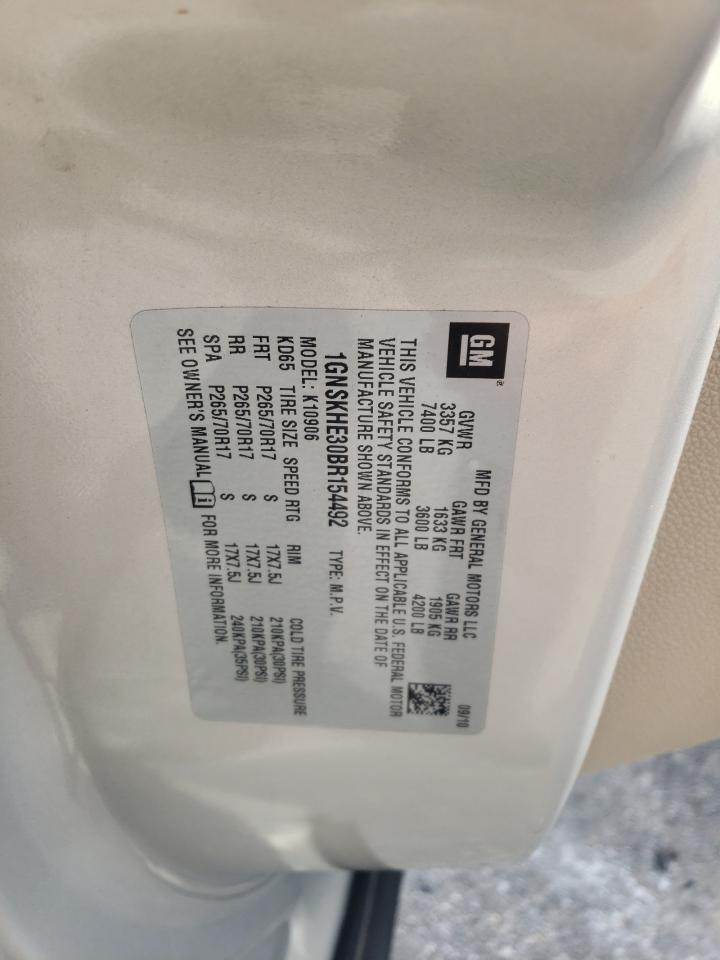 GM®
MFD BY GENERAL MOTORS LLC 09/10
GVWR GAWR FRT GAWR RR
3357 KG 1633 KG 1905 KG
7400 LB 3600 LB 4200 LB
THIS VEHICLE CONFORMS TO ALL APPLICABLE U.S. FEDERAL MOTOR
VEHICLE SAFETY STANDARDS IN EFFECT ON THE DATE OF
MANUFACTURE SHOWN ABOVE.
1GNSKHE30BR154492 TYPE: M.P.V.
MODEL: K10906
KD65 TIRE SIZE SPEED RTG RIM COLD TIRE PRESSURE
FRT P265/70R17 S 17X7.5J 210KPA(30PSI)
RR P265/70R17 S 17X7.5J 210KPA(30PSI)
SPA P265/70R17 S 17X7.5J 240KPA(35PSI)
SEE OWNER'S MANUAL FOR MORE INFORMATION.